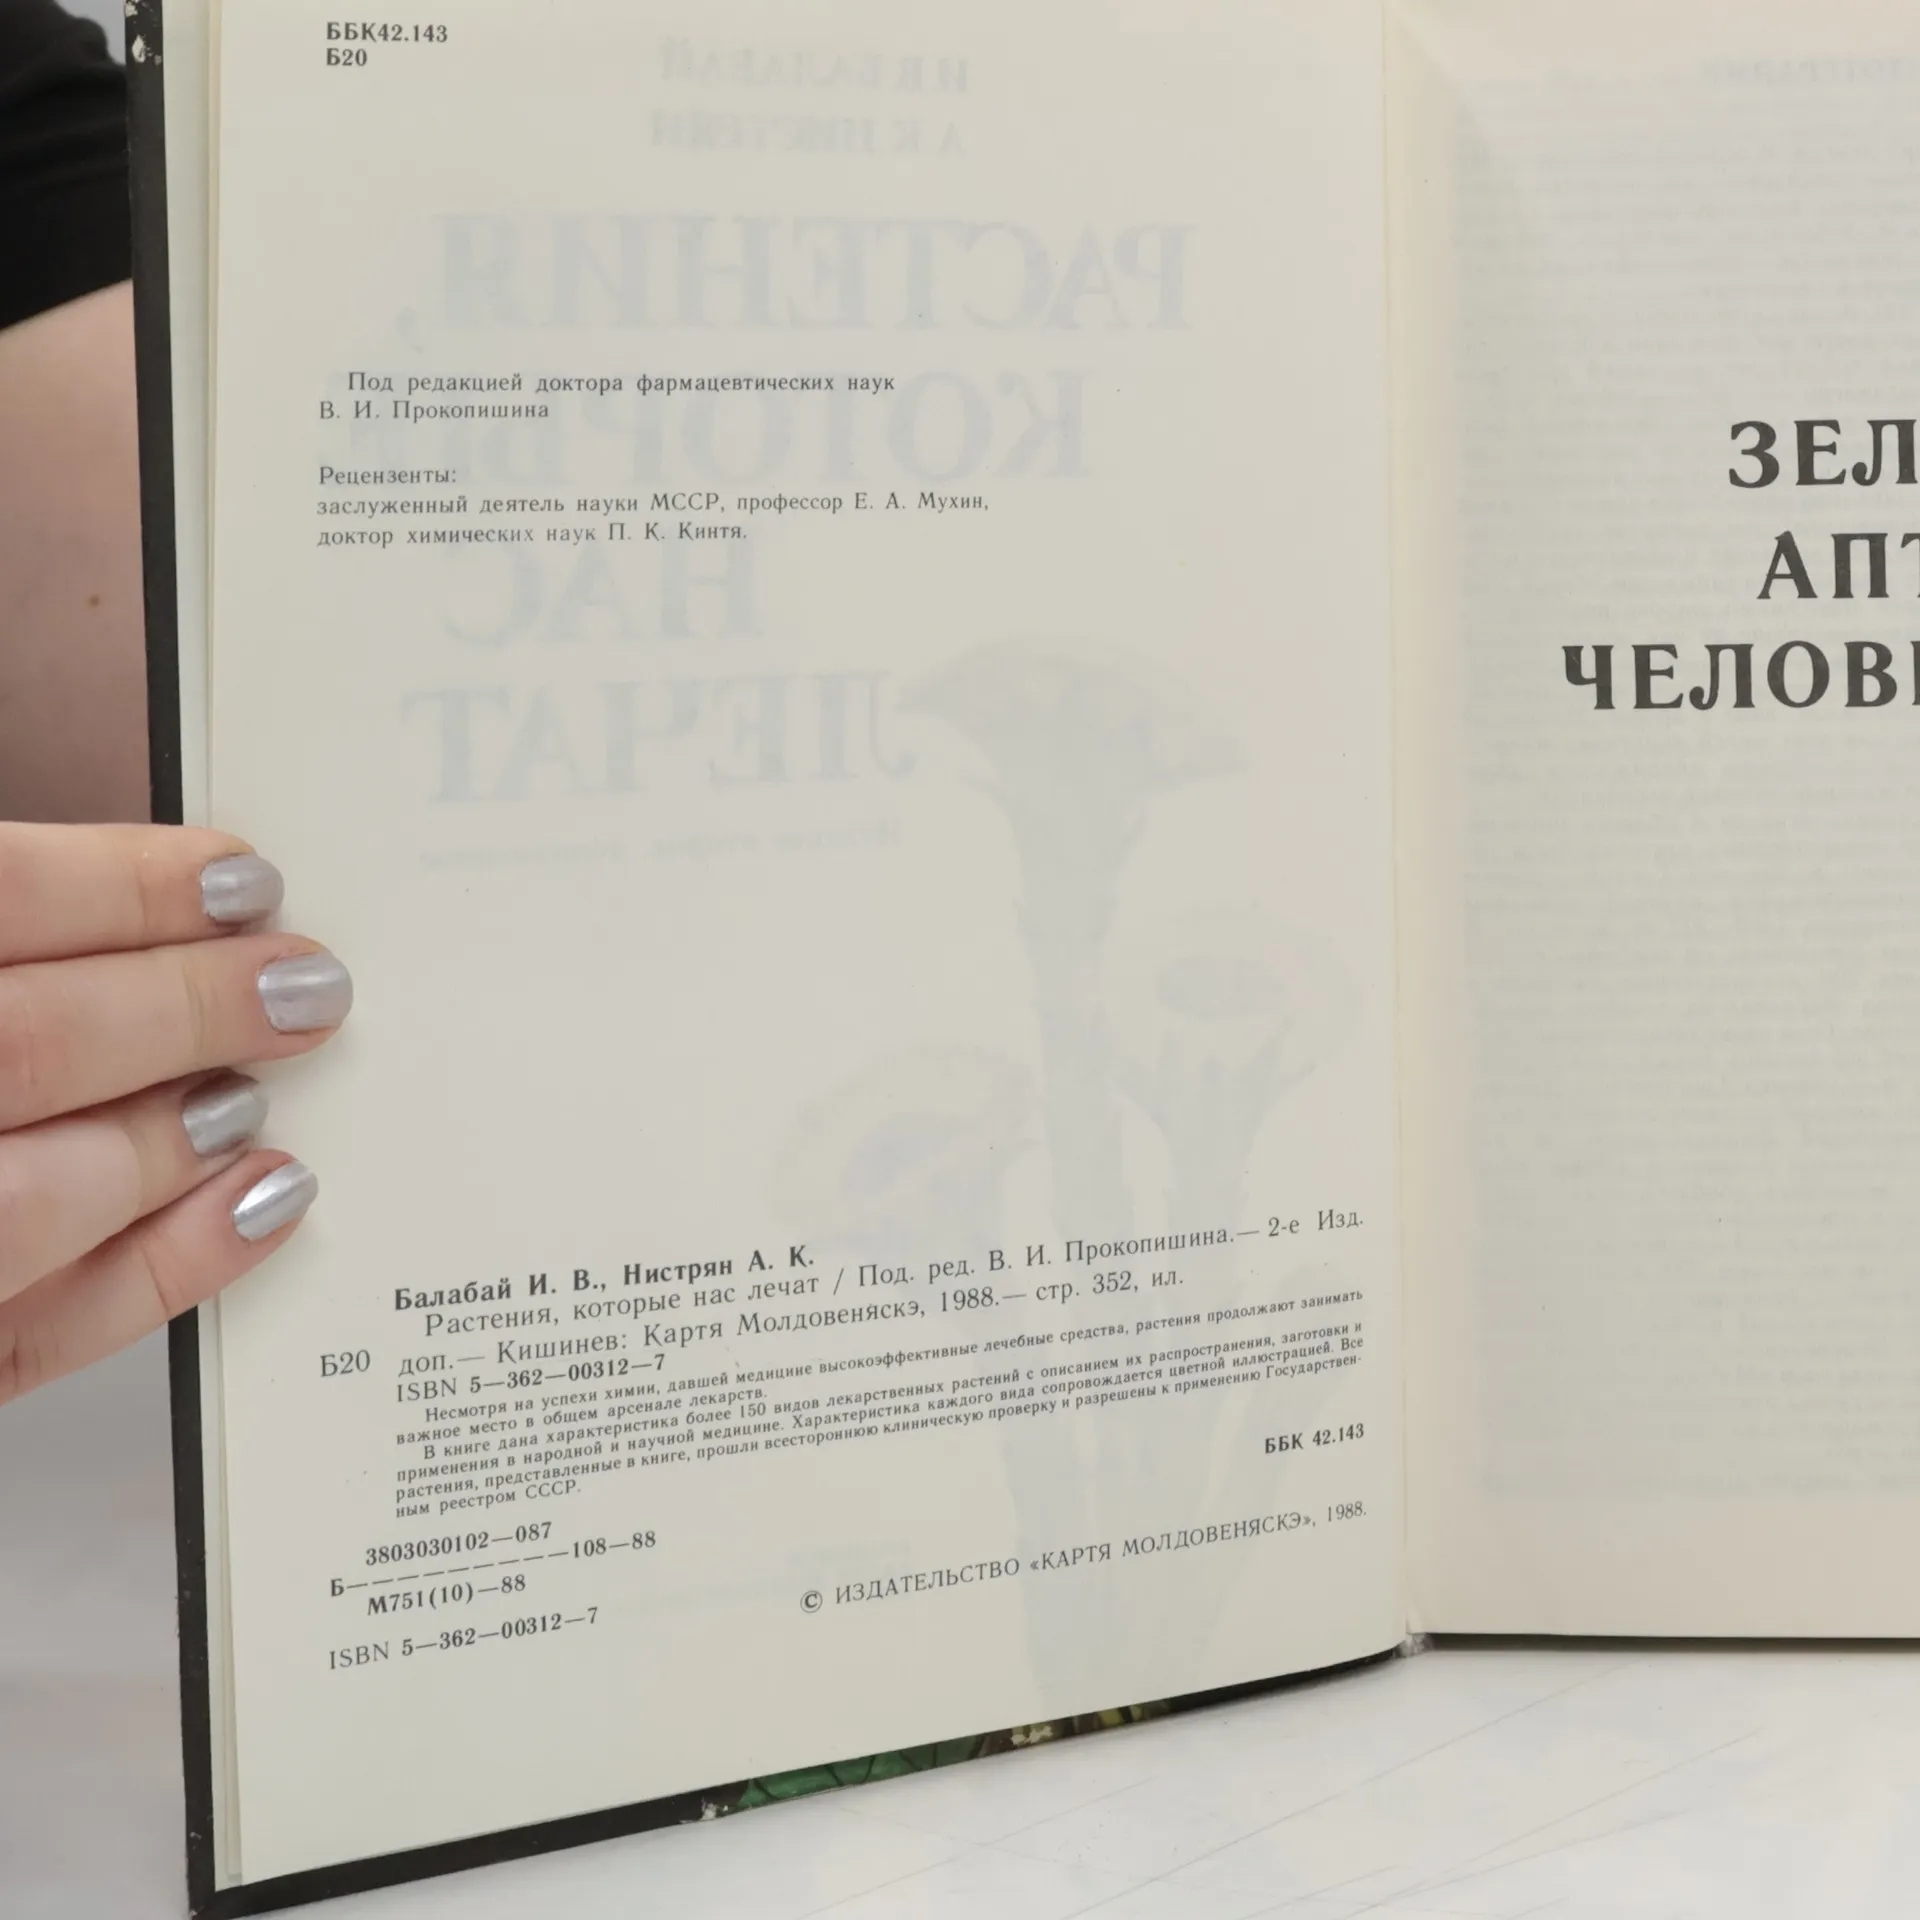 ББК42.143
Б20
Под редакцией доктора фармацевтических наук
В. И. Прокопишина
Рецензенты:
заслуженный деятель науки МССР, профессор Е. А. Мухин,
доктор химических наук П. К. Кинтя.
Балабай И. В., Нистрян А. К.
Растения, которые нас лечат / Под. ред. В. И. Прокопишина.— 2-е Изд.
Б20 доп.— Кишинев: Картя Молдовеняскэ, 1988.— стр. 352, ил.
ISBN 5—362—00312—7
Несмотря на успехи химии, давшей медицине высокоэффективные лечебные средства, растения продолжают занимать
важное место в общем арсенале лекарств.
В книге дана характеристика более 150 видов лекарственных растений с описанием их распространения, заготовки и
применения в народной и научной медицине. Характеристика каждого вида сопровождается цветной иллюстрацией. Все
растения, представленные в книге, прошли всестороннюю клиническую проверку и разрешены к применению Государствен-
ным реестром СССР.
ББК 42.143
3803030102—087
Б—————————108—88
М751(10)—88
ISBN 5—362—00312—7
© ИЗДАТЕЛЬСТВО «КАРТЯ МОЛДОВЕНЯСКЭ», 1988.
ЗЕЛ
АПТ
ЧЕЛОВ